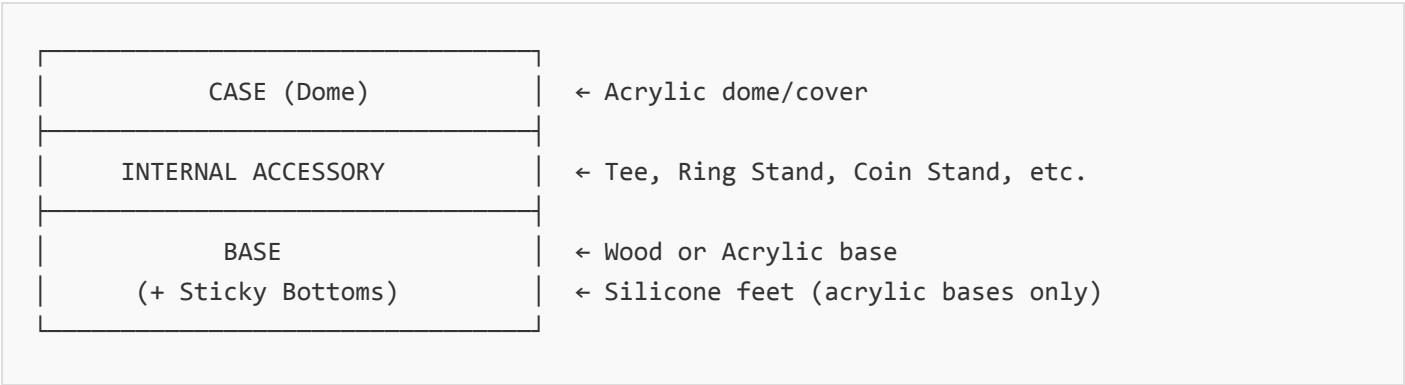 CASE (Dome) ← Acrylic dome/cover
INTERNAL ACCESSORY ← Tee, Ring Stand, Coin Stand, etc.
BASE ← Wood or Acrylic base
(+ Sticky Bottoms) ← Silicone feet (acrylic bases only)